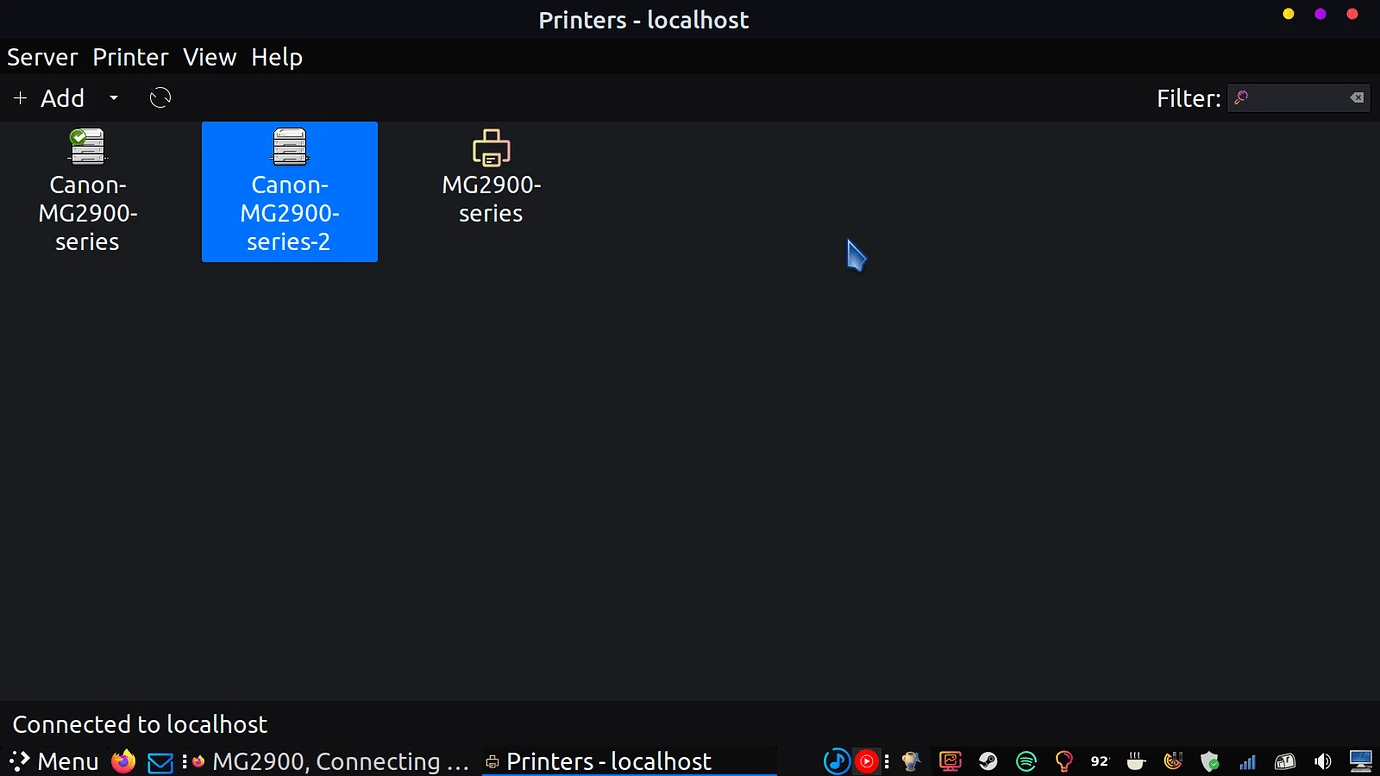 Printers - localhost
Server Printer View Help
+ Add
Filter:
Canon-
MG2900-
series
Canon-
MG2900-
series-2
MG2900-
series
Connected to localhost
Menu
MG2900, Connecting ...
Printers - localhost
92°